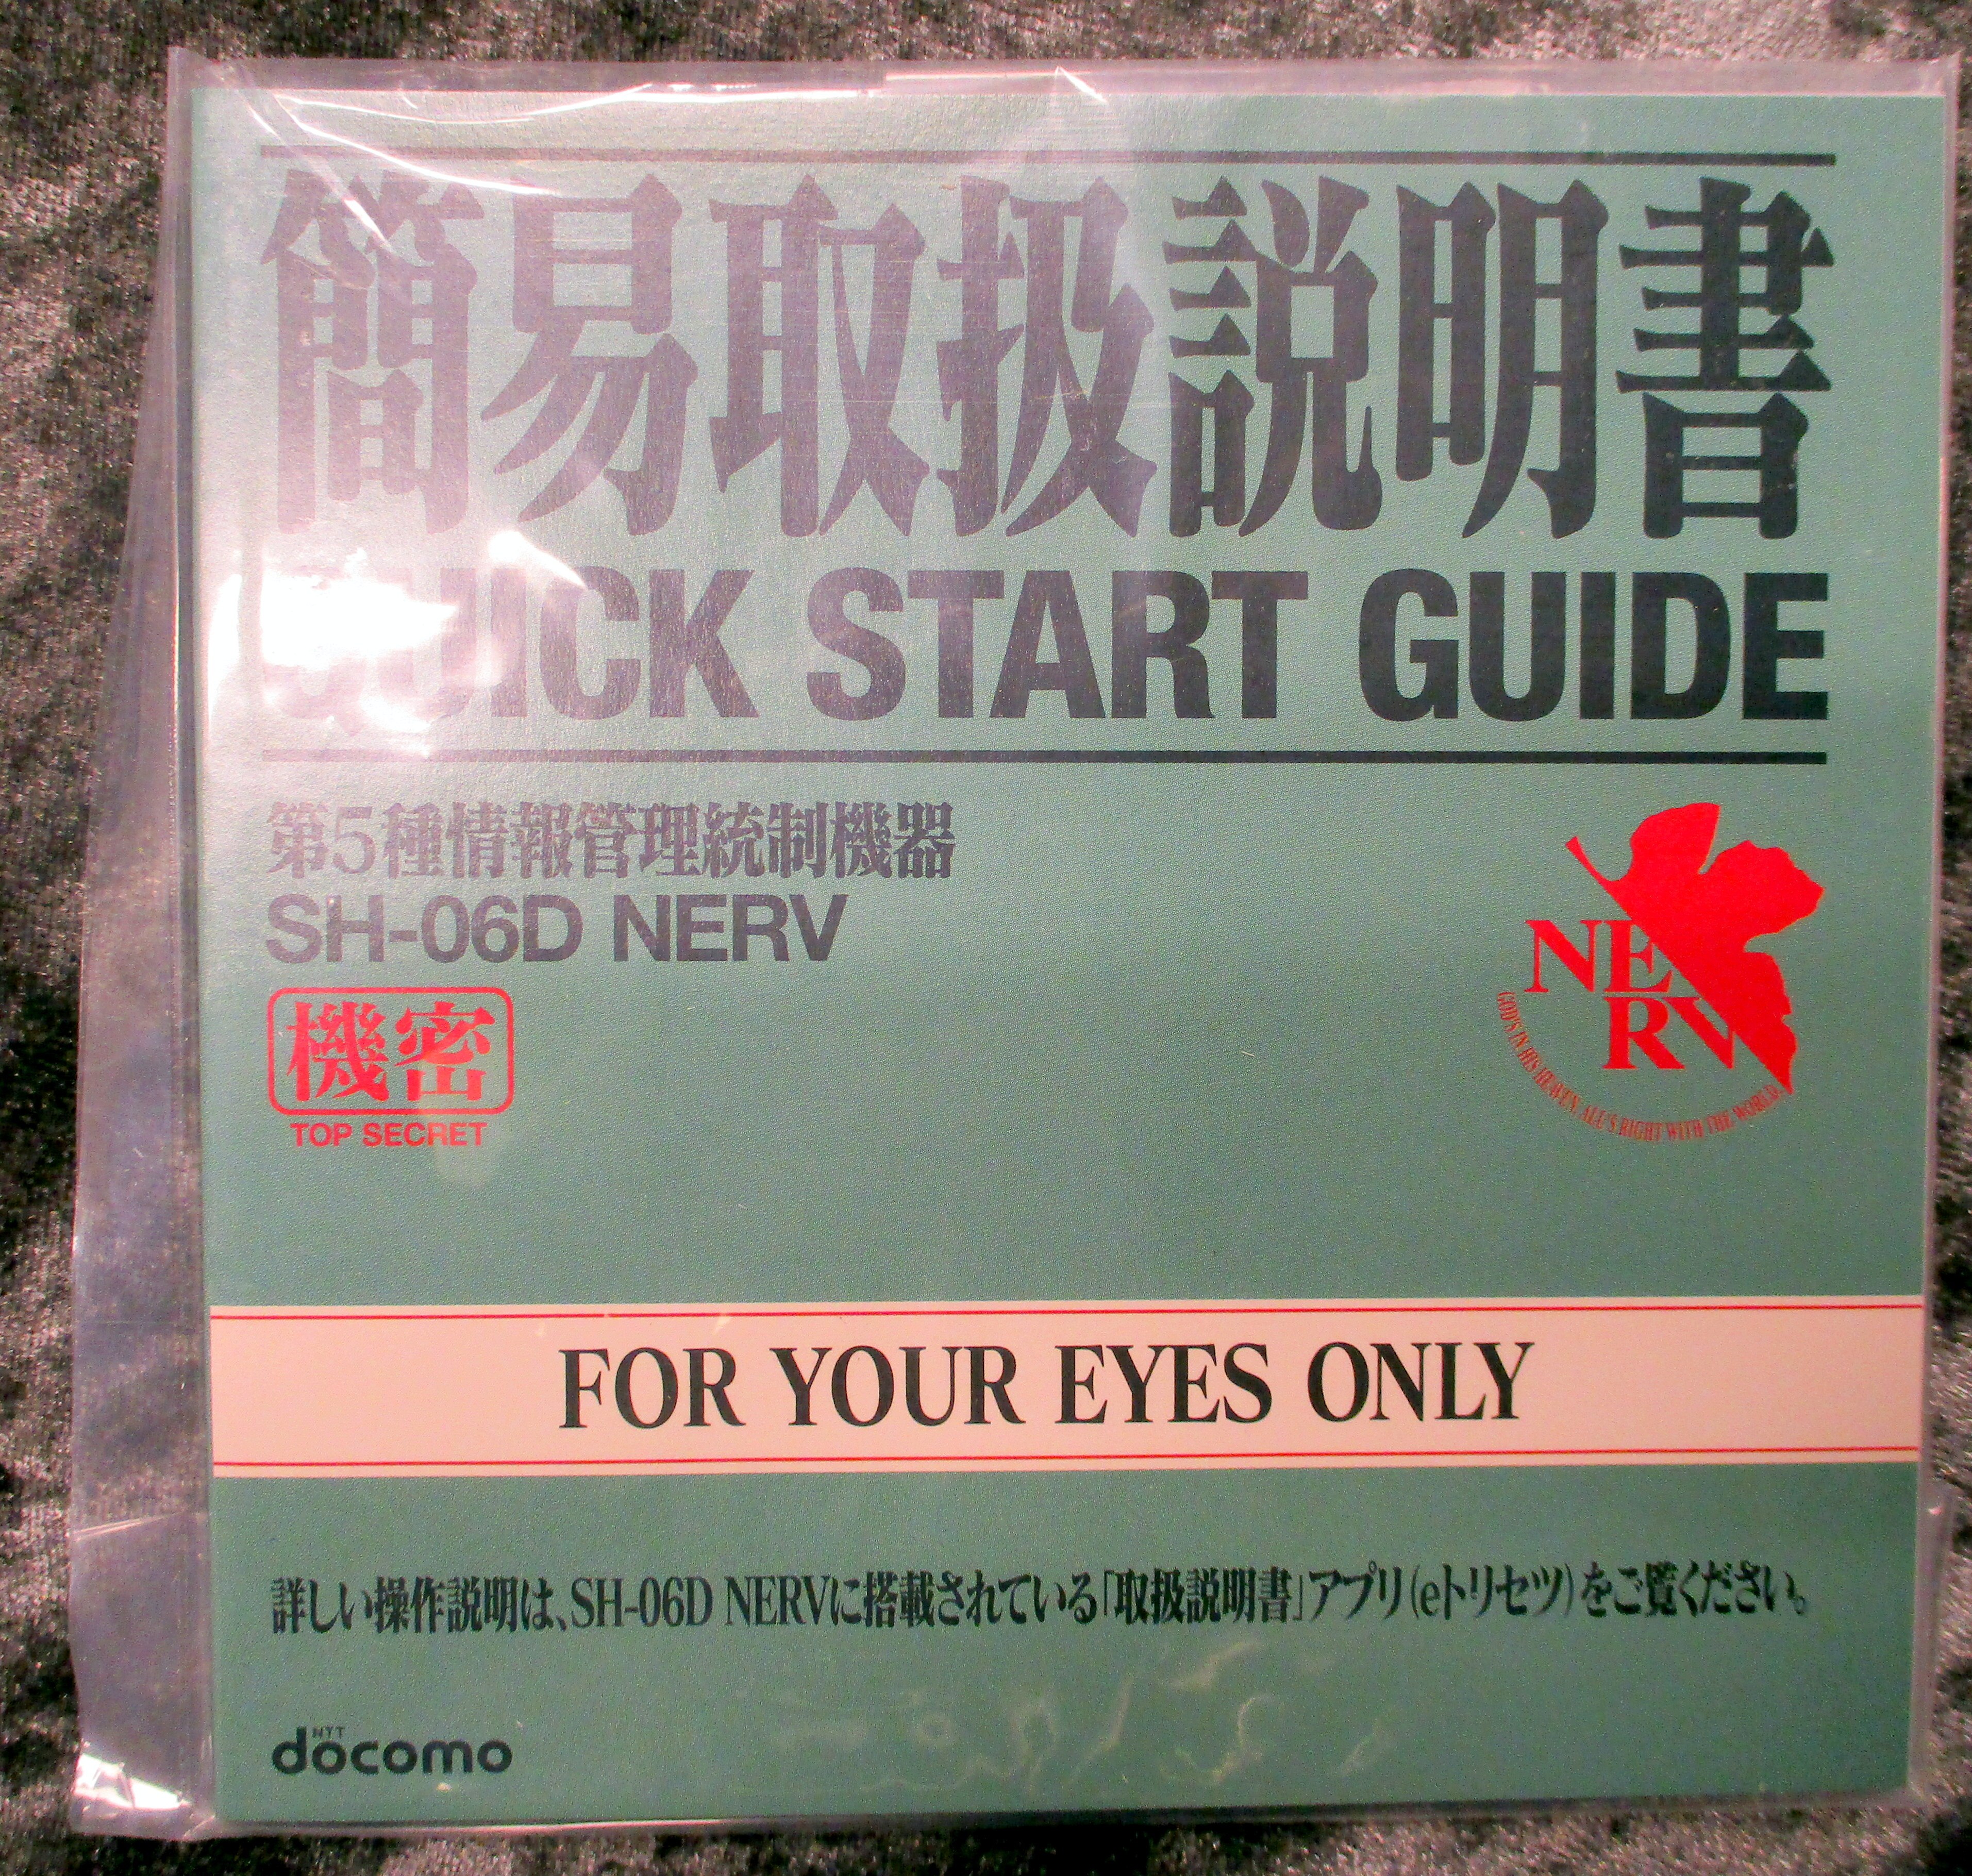 簡易取扱説明書
QUICK START GUIDE
第5種情報管理統制機器
SH-06D NERV
機密
TOP SECRET
NERV
GOD'S IN HIS HEAVEN, ALL'S RIGHT WITH THE WORLD.
FOR YOUR EYES ONLY
詳しい操作説明は、SH-06D NERVに搭載されている「取扱説明書」アプリ(eトリセツ)をご覧ください。
NTT
docomo